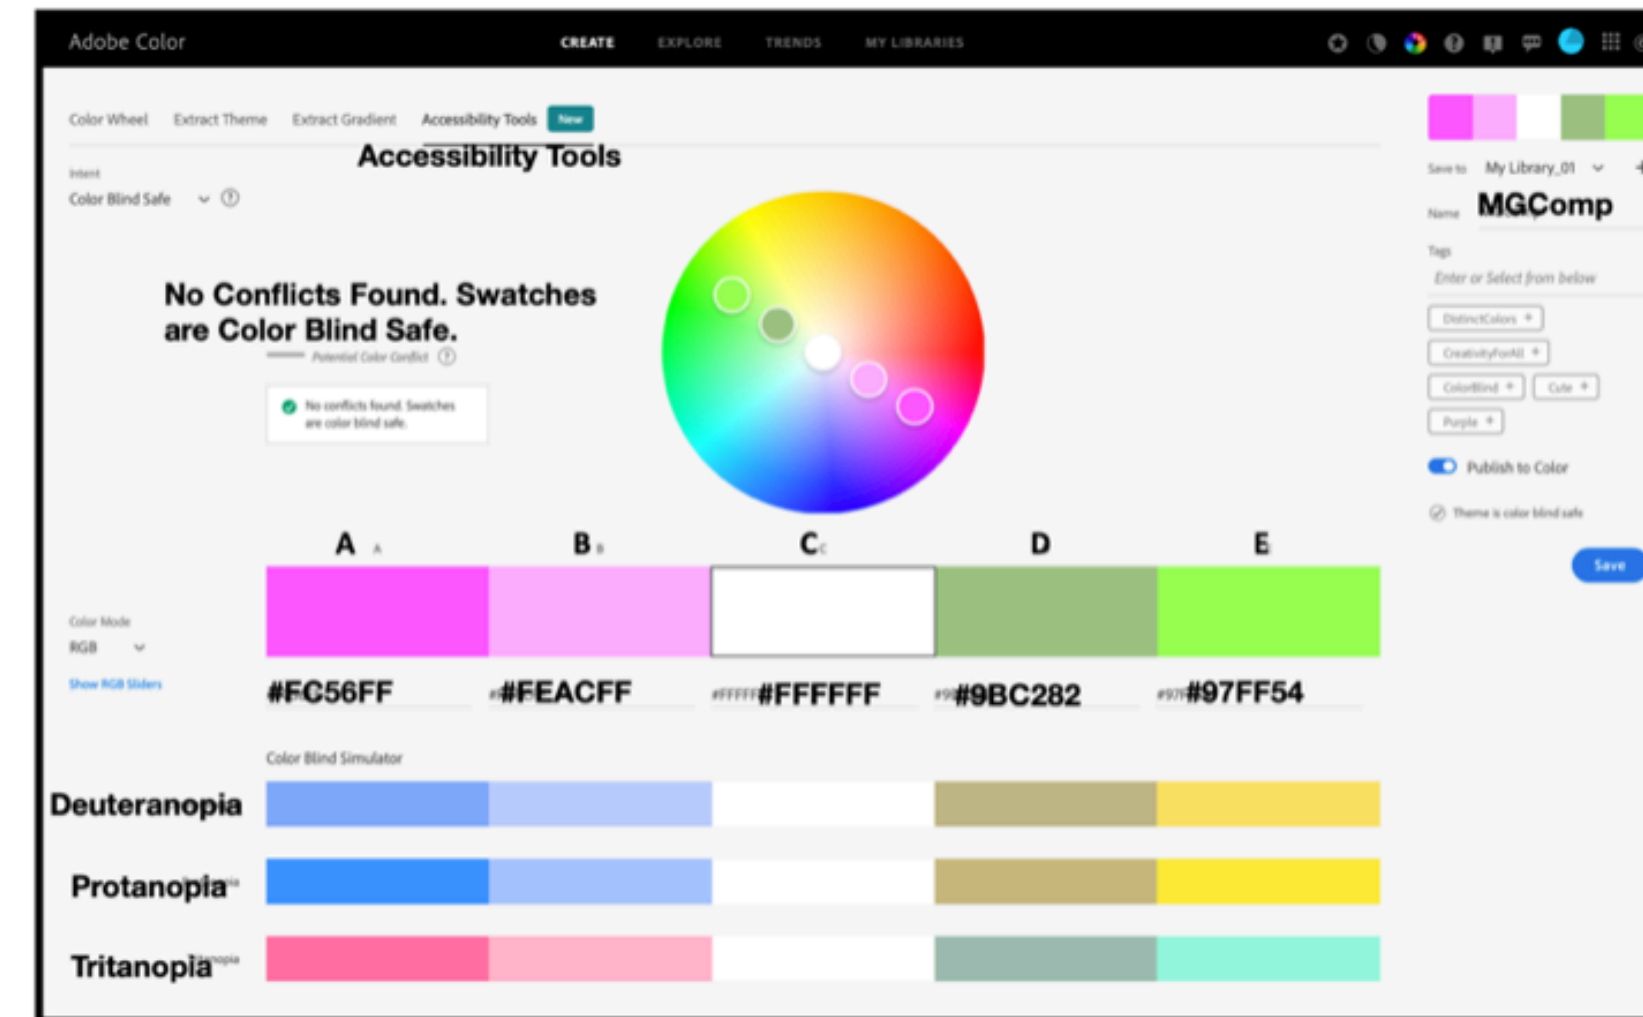 Adobe Color
CREATE EXPLORE TRENDS MY LIBRARIES
Color Wheel Extract Theme Extract Gradient Accessibility Tools New
Accessibility Tools
Intent
Color Blind Safe
No Conflicts Found. Swatches
are Color Blind Safe.
Potential Color Conflict
No conflicts found. Swatches
are color blind safe.
Save to My Library_01
Name MGComp
Tags
Enter or Select from below
DistinctColors +
CreativityForAll +
ColorBlind + Cute +
Purple +
Publish to Color
Theme is color blind safe
Save
A A B B C C D E
Color Mode
RGB
Show RGB Sliders
#FC56FF #FEACFF #FFFFFF #9BC282 #97FF54
Color Blind Simulator
Deuteranopia
Protanopia
Tritanopia